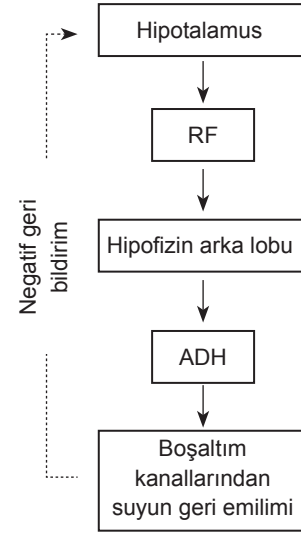 Hipotalamus
RF
Hipofizin arka lobu
ADH
Boşaltım
kanallarından
suyun geri emilimi
Negatif geri
bildirim